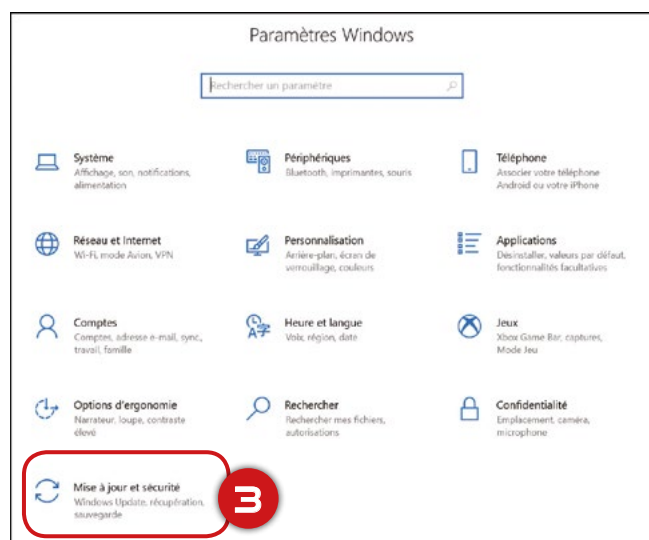 Paramètres Windows
Rechercher un paramètre
Système
Affichage, son, notifications,
alimentation
Périphériques
Bluetooth, imprimantes, souris
Téléphone
Associer votre téléphone
Android ou votre iPhone
Réseau et Internet
Wi-Fi, mode Avion, VPN
Personnalisation
Arrière-plan, écran de
verrouillage, couleurs
Applications
Désinstaller, valeurs par défaut,
fonctionnalités facultatives
Comptes
Comptes, adresse e-mail, sync.,
travail, famille
Heure et langue
Voix, région, date
Jeux
Xbox Game Bar, captures,
Mode Jeu
Options d'ergonomie
Narrateur, loupe, contraste
élevé
Rechercher
Rechercher mes fichiers,
autorisations
Confidentialité
Emplacement, caméra,
microphone
Mise à jour et sécurité
Windows Update, récupération,
sauvegarde
3